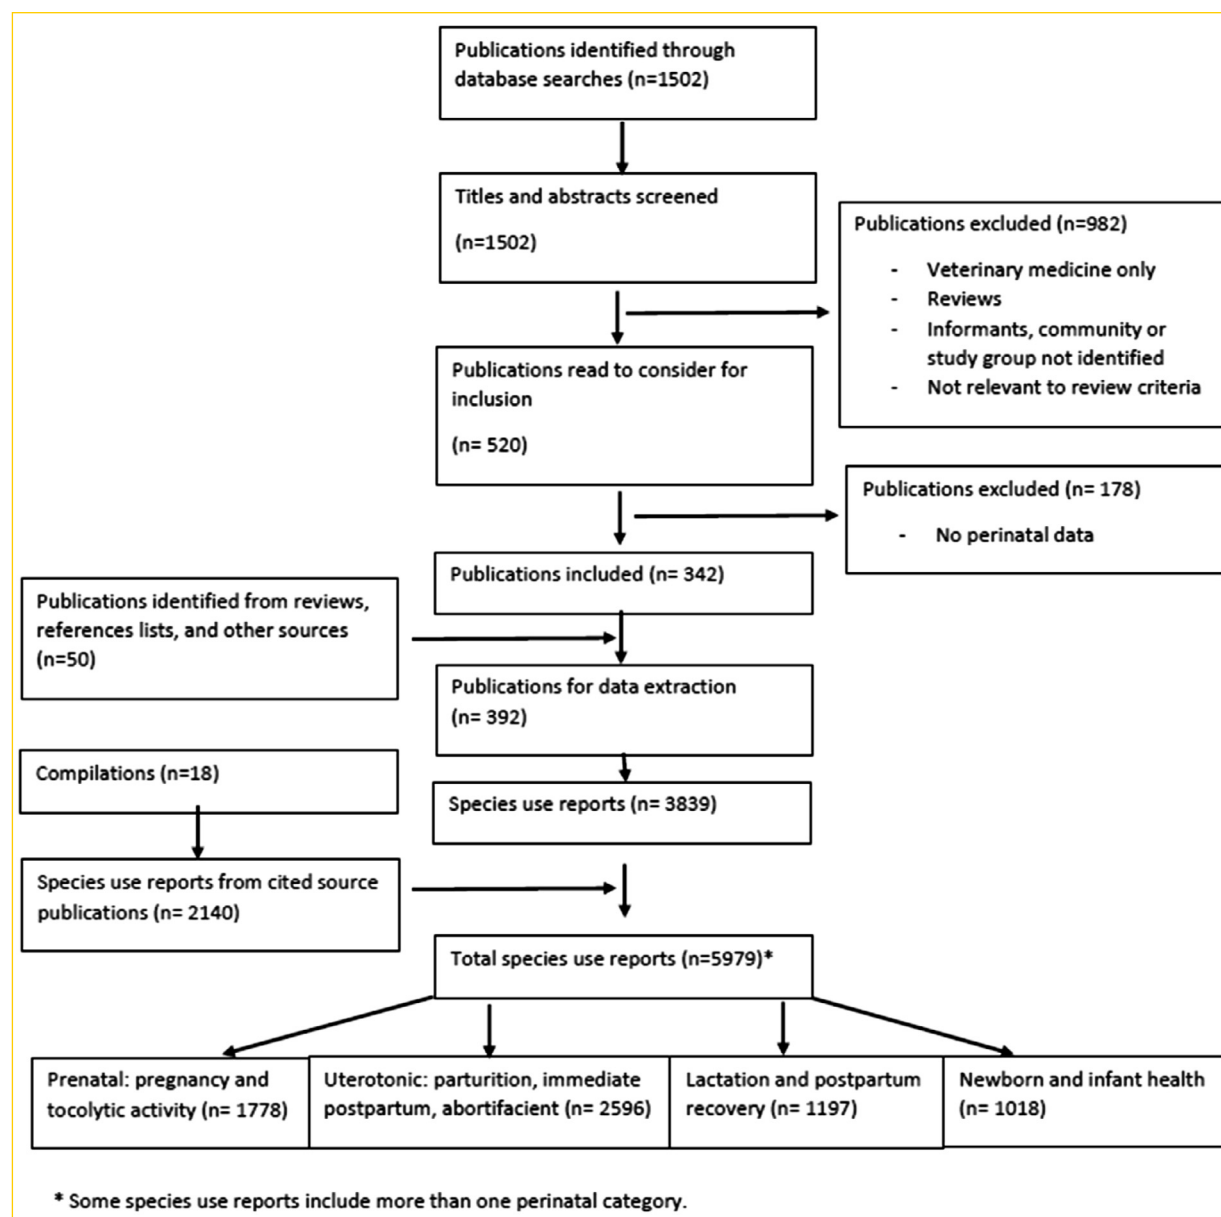 Publications identified through
database searches (n=1502)
Titles and abstracts screened
(n=1502)
Publications excluded (n=982)
- Veterinary medicine only
- Reviews
- Informants, community or
study group not identified
- Not relevant to review criteria
Publications read to consider for
inclusion
(n= 520)
Publications excluded (n= 178)
- No perinatal data
Publications included (n= 342)
Publications identified from reviews,
references lists, and other sources
(n=50)
Publications for data extraction
(n= 392)
Compilations (n=18)
Species use reports (n= 3839)
Species use reports from cited source
publications (n= 2140)
Total species use reports (n=5979)*
Prenatal: pregnancy and
tocolytic activity (n= 1778)
Uterotonic: parturition, immediate
postpartum, abortifacient (n= 2596)
Lactation and postpartum
recovery (n= 1197)
Newborn and infant health
(n= 1018)
* Some species use reports include more than one perinatal category.